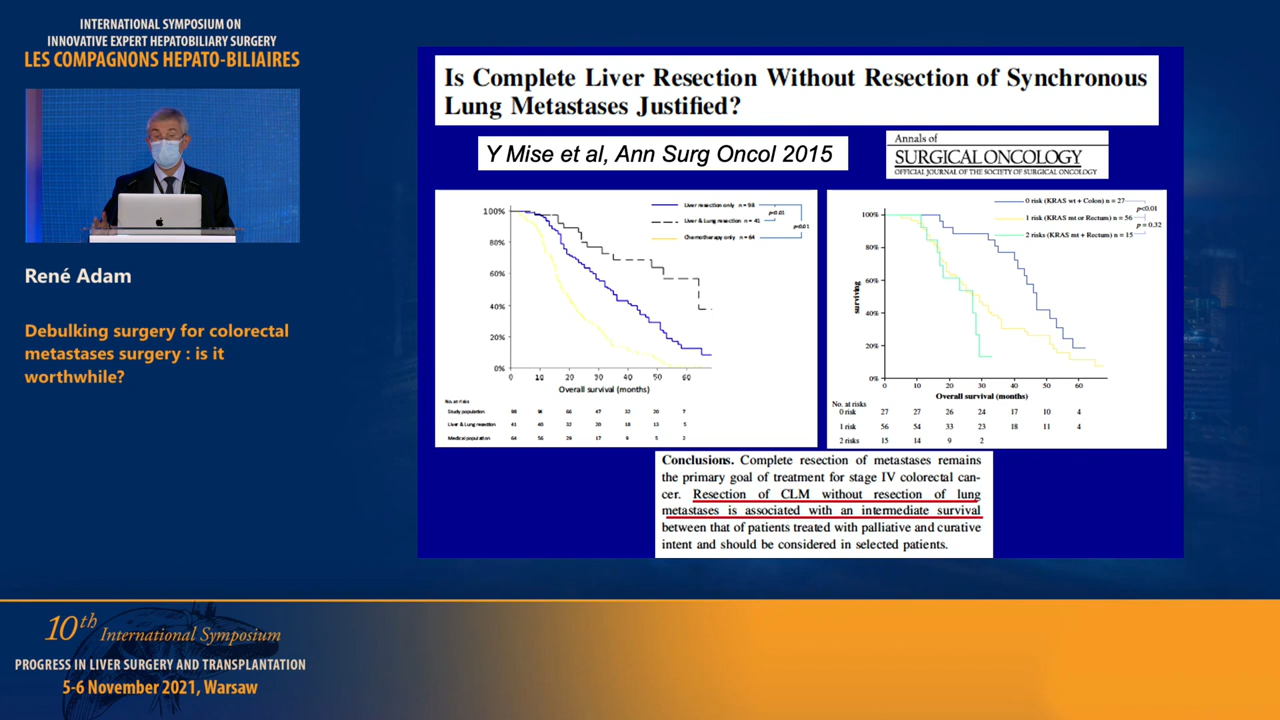 INTERNATIONAL SYMPOSIUM ON
INNOVATIVE EXPERT HEPATOBILIARY SURGERY
LES COMPAGNONS HEPATO-BILIAIRES
René Adam
Debulking surgery for colorectal
metastases surgery : is it
worthwhile?
Is Complete Liver Resection Without Resection of Synchronous
Lung Metastases Justified?
Y Mise et al, Ann Surg Oncol 2015
Annals of
SURGICAL ONCOLOGY
OFFICIAL JOURNAL OF THE SOCIETY OF SURGICAL ONCOLOGY
Liver resection only n = 98
Liver & Lung resection n = 41
Chemotherapy only n = 64
p<0.01
p<0.01
100%
80%
60%
40%
20%
0%
0 10 20 30 40 50 60
Overall survival (months)
No. at risks
Study population 98 96 66 47 32 20 7
Liver & Lung resection 41 40 32 20 18 13 5
Medical population 64 56 29 17 9 5 2
0 risk (KRAS wt + Colon) n = 27
1 risk (KRAS mt or Rectum) n = 56
2 risks (KRAS mt + Rectum) n = 15
p<0.01
p = 0.32
100%
80%
60%
40%
20%
0%
surviving
0 10 20 30 40 50 60
Overall survival (months)
No. at risks
0 risk 27 27 26 24 17 10 4
1 risk 56 54 33 23 18 11 4
2 risks 15 14 9 2
Conclusions. Complete resection of metastases remains
the primary goal of treatment for stage IV colorectal can-
cer. Resection of CLM without resection of lung
metastases is associated with an intermediate survival
between that of patients treated with palliative and curative
intent and should be considered in selected patients.
10th International Symposium
PROGRESS IN LIVER SURGERY AND TRANSPLANTATION
5-6 November 2021, Warsaw